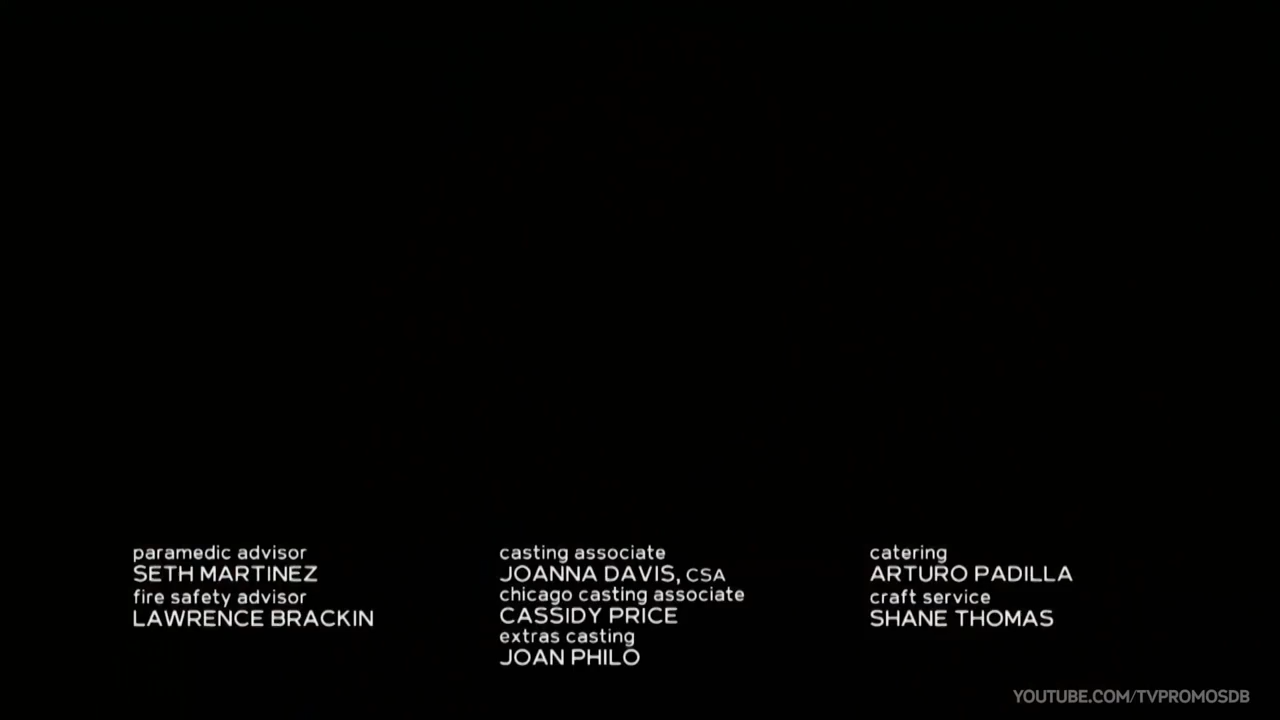 paramedic advisor
SETH MARTINEZ
fire safety advisor
LAWRENCE BRACKIN
casting associate
JOANNA DAVIS, CSA
chicago casting associate
CASSIDY PRICE
extras casting
JOAN PHILO
catering
ARTURO PADILLA
craft service
SHANE THOMAS
YOUTUBE.COM/TVPROMOSDB